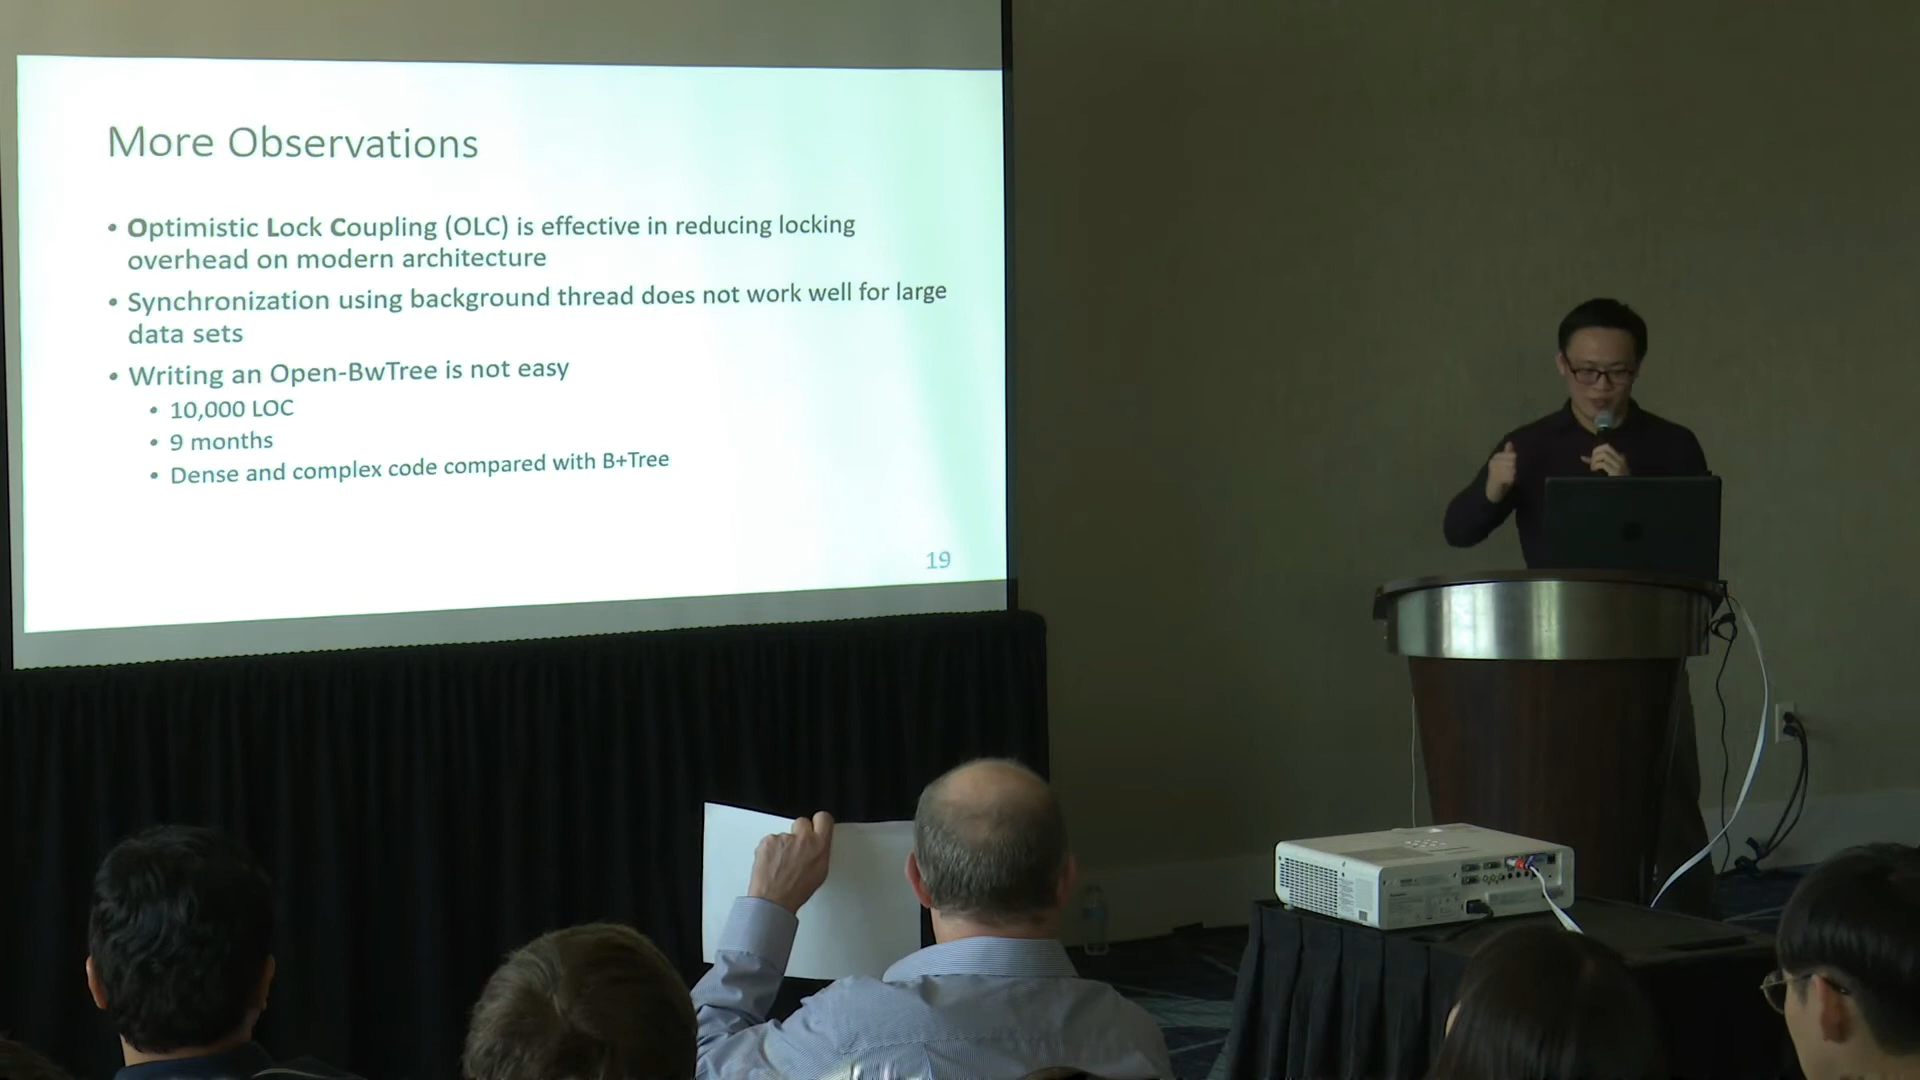 More Observations
• Optimistic Lock Coupling (OLC) is effective in reducing locking
overhead on modern architecture
• Synchronization using background thread does not work well for large
data sets
• Writing an Open-BwTree is not easy
• 10,000 LOC
• 9 months
• Dense and complex code compared with B+Tree
19